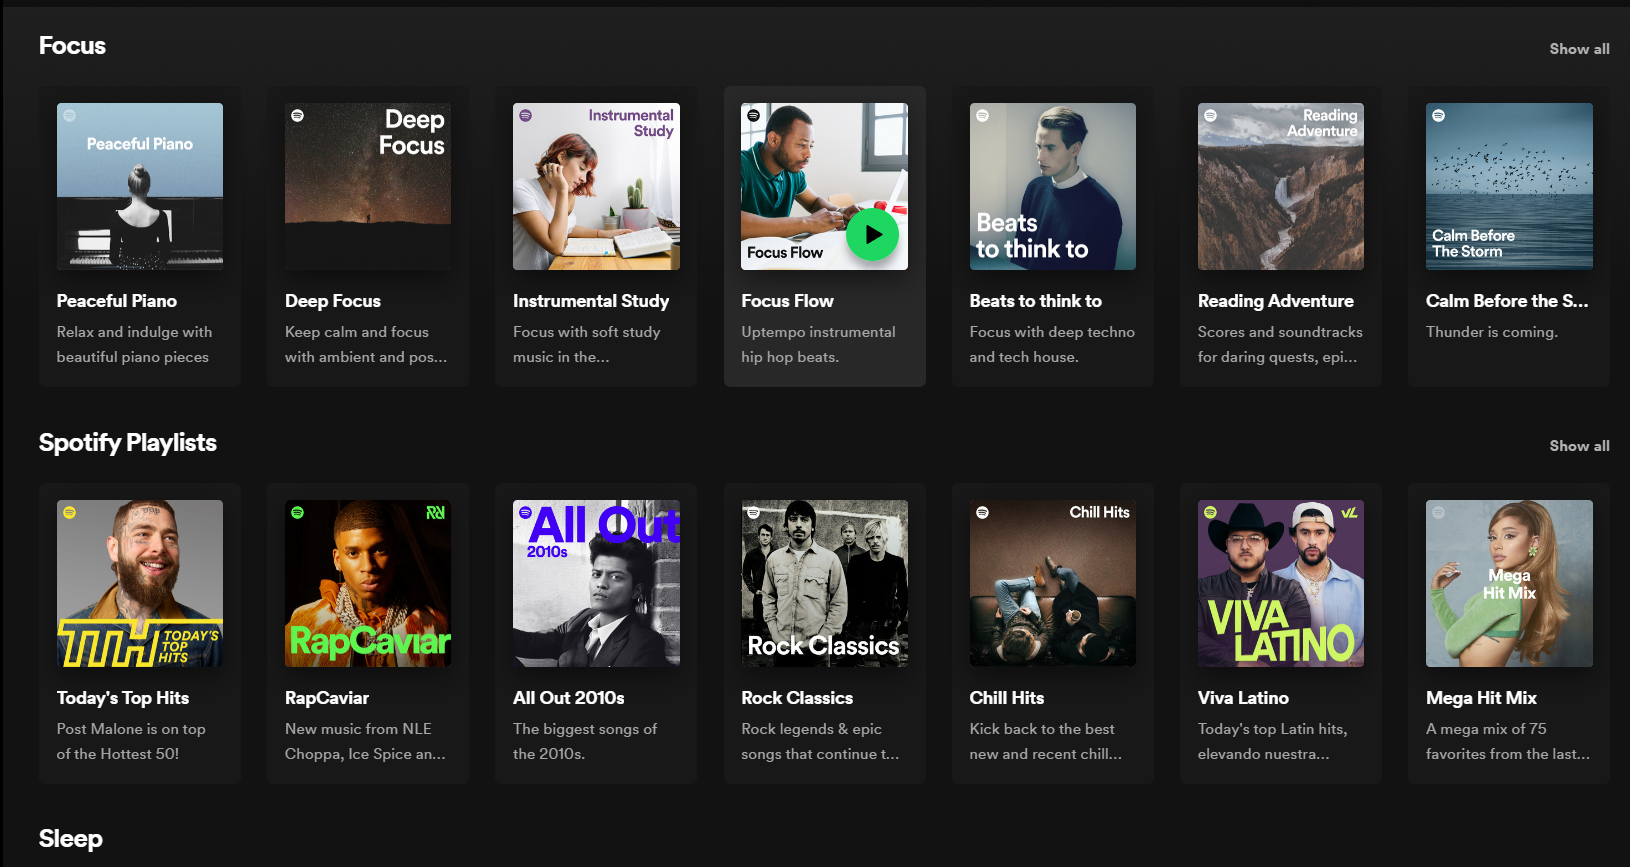 Focus
Show all
Peaceful Piano
Deep
Focus
Instrumental
Study
Focus Flow
Beats
to think to
Reading
Adventure
Calm Before
The Storm
Peaceful Piano
Relax and indulge with
beautiful piano pieces
Deep Focus
Keep calm and focus
with ambient and pos...
Instrumental Study
Focus with soft study
music in the...
Focus Flow
Uptempo instrumental
hip hop beats.
Beats to think to
Focus with deep techno
and tech house.
Reading Adventure
Scores and soundtracks
for daring quests, epi...
Calm Before the S...
Thunder is coming.
Spotify Playlists
Show all
TTH TODAY'S
TOP
HITS
RapCaviar
All Out
2010s
Rock Classics
Chill Hits
VL
VIVA
LATINO
Mega
Hit Mix
Today's Top Hits
Post Malone is on top
of the Hottest 50!
RapCaviar
New music from NLE
Choppa, Ice Spice an...
All Out 2010s
The biggest songs of
the 2010s.
Rock Classics
Rock legends & epic
songs that continue t...
Chill Hits
Kick back to the best
new and recent chill...
Viva Latino
Today's top Latin hits,
elevando nuestra...
Mega Hit Mix
A mega mix of 75
favorites from the last...
Sleep